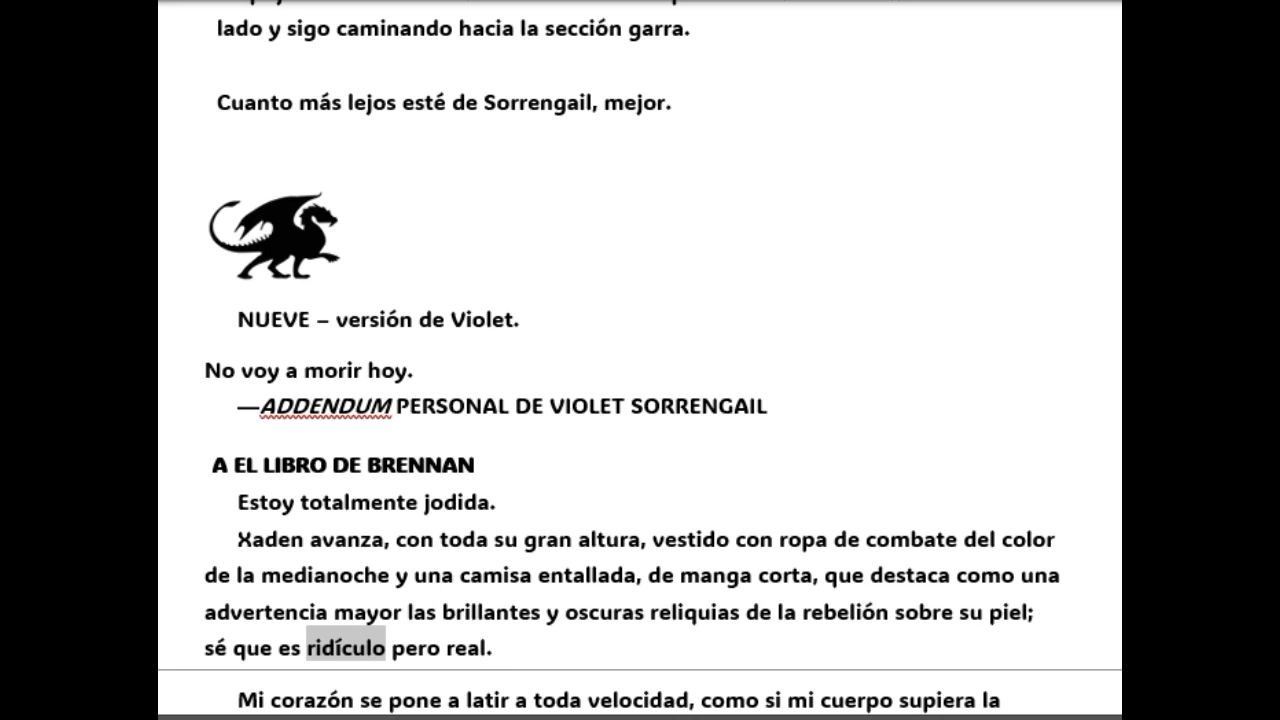 lado y sigo caminando hacia la sección garra.
Cuanto más lejos esté de Sorrengail, mejor.
NUEVE – versión de Violet.
No voy a morir hoy.
—ADDENDUM PERSONAL DE VIOLET SORRENGAIL
A EL LIBRO DE BRENNAN
Estoy totalmente jodida.
Xaden avanza, con toda su gran altura, vestido con ropa de combate del color
de la medianoche y una camisa entallada, de manga corta, que destaca como una
advertencia mayor las brillantes y oscuras reliquias de la rebelión sobre su piel;
sé que es ridículo pero real.
Mi corazón se pone a latir a toda velocidad, como si mi cuerpo supiera la